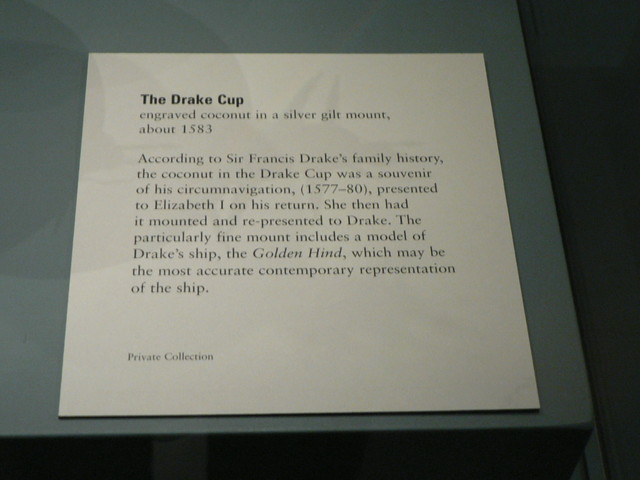 The Drake Cup
engraved coconut in a silver gilt mount,
about 1583
According to Sir Francis Drake's family history,
the coconut in the Drake Cup was a souvenir
of his circumnavigation, (1577–80), presented
to Elizabeth I on his return. She then had
it mounted and re-presented to Drake. The
particularly fine mount includes a model of
Drake's ship, the Golden Hind, which may be
the most accurate contemporary representation
of the ship.
Private Collection